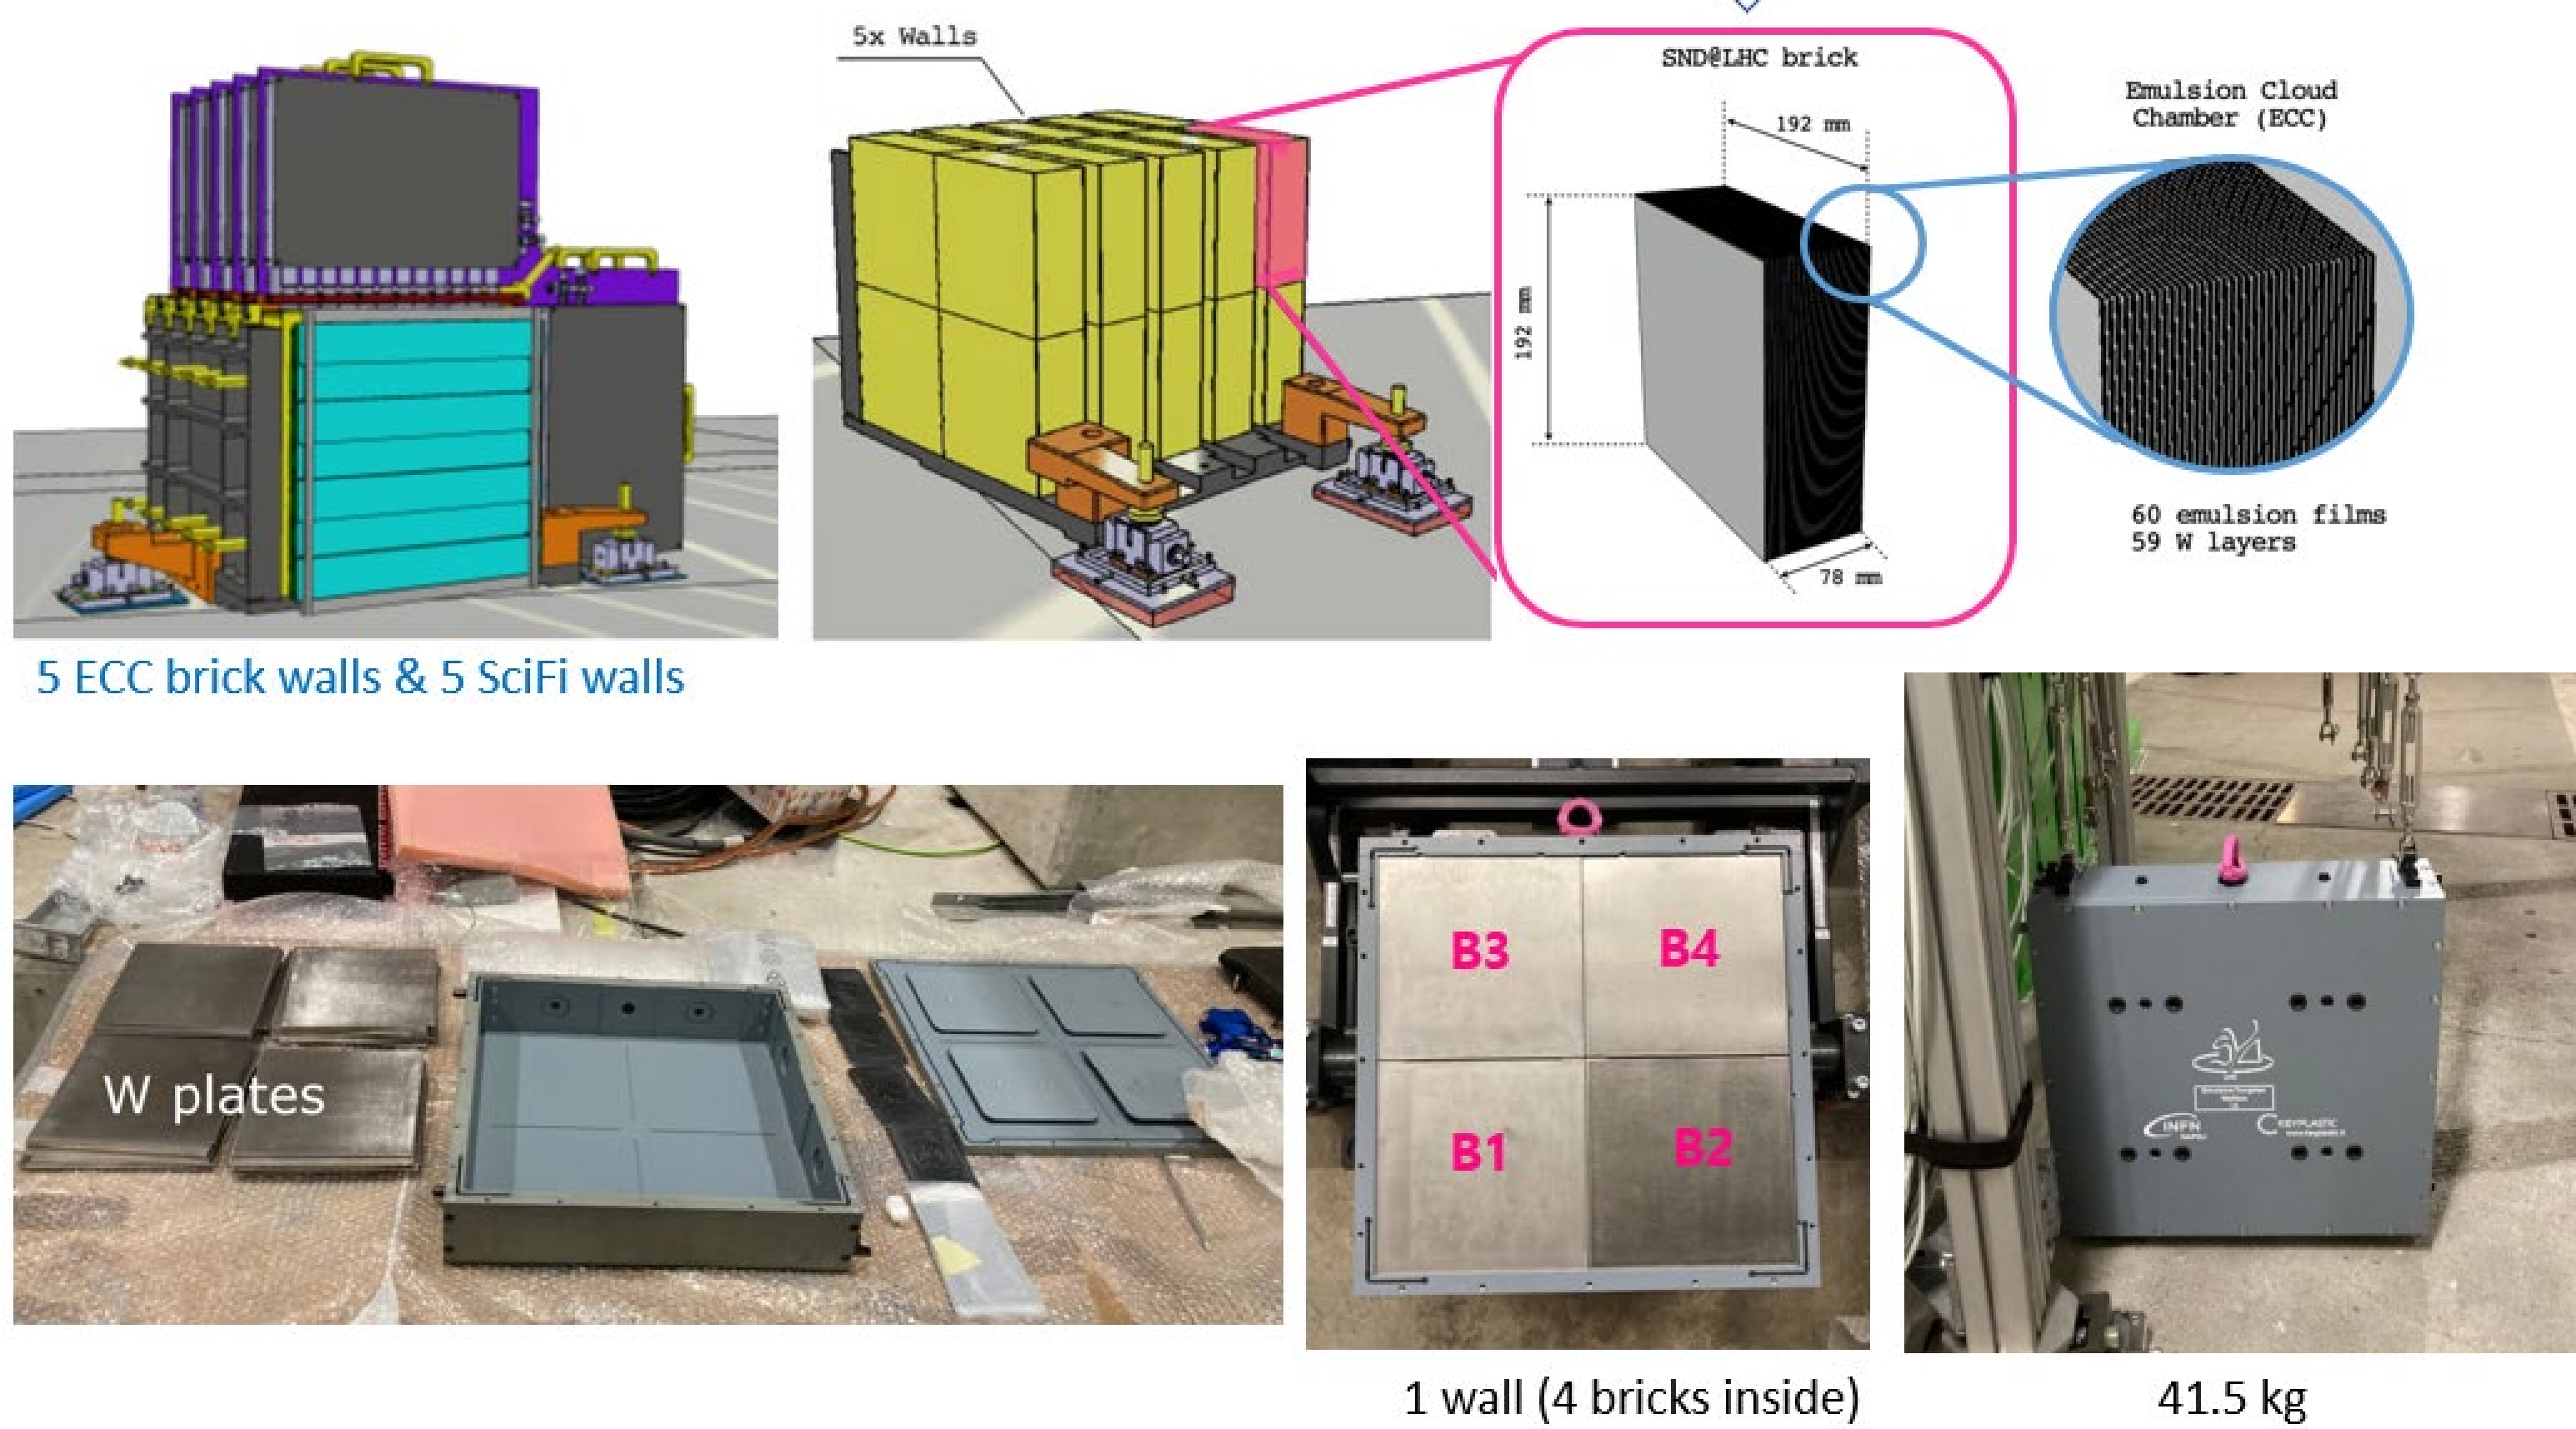 5x Walls
SND@LHC brick
192 mm
192 mm
78 mm
Emulsion Cloud
Chamber (ECC)
60 emulsion films
59 W layers
5 ECC brick walls & 5 SciFi walls
W plates
B3
B4
B1
B2
INFN
KEYPLASTIC
1 wall (4 bricks inside)
41.5 kg